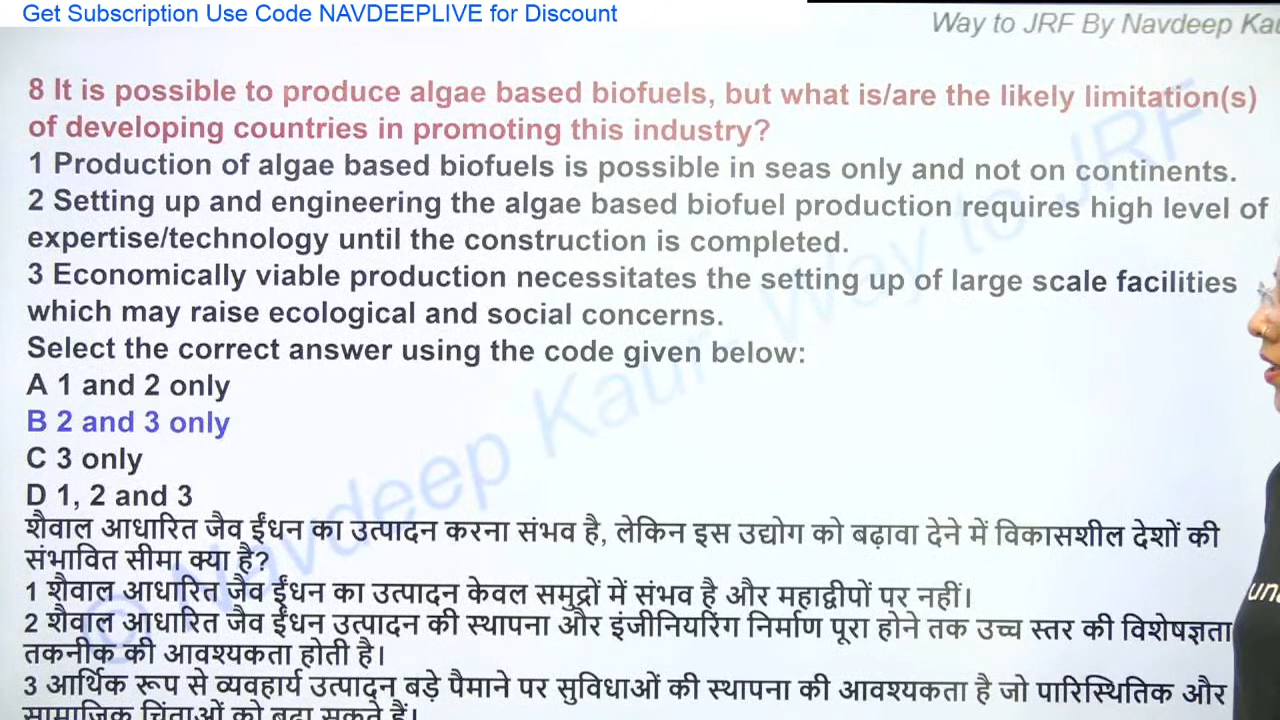 Get Subscription Use Code NAVDEEPLIVE for Discount
Way to JRF By Navdeep Kau
8 It is possible to produce algae based biofuels, but what is/are the likely limitation(s)
of developing countries in promoting this industry?
1 Production of algae based biofuels is possible in seas only and not on continents.
2 Setting up and engineering the algae based biofuel production requires high level of
expertise/technology until the construction is completed.
3 Economically viable production necessitates the setting up of large scale facilities
which may raise ecological and social concerns.
Select the correct answer using the code given below:
A 1 and 2 only
B 2 and 3 only
C 3 only
D 1, 2 and 3
शैवाल आधारित जैव ईंधन का उत्पादन करना संभव है, लेकिन इस उद्योग को बढ़ावा देने में विकासशील देशों की
संभावित सीमा क्या है?
1 शैवाल आधारित जैव ईंधन का उत्पादन केवल समुद्रों में संभव है और महाद्वीपों पर नहीं।
2 शैवाल आधारित जैव ईंधन उत्पादन की स्थापना और इंजीनियरिंग निर्माण पूरा होने तक उच्च स्तर की विशेषज्ञता
तकनीक की आवश्यकता होती है।
3 आर्थिक रूप से व्यवहार्य उत्पादन बड़े पैमाने पर सुविधाओं की स्थापना की आवश्यकता है जो पारिस्थितिक और
सामाजिक चिंताओं को बढ़ा सकते हैं।
© Navdeep Kaur- Way to JRF